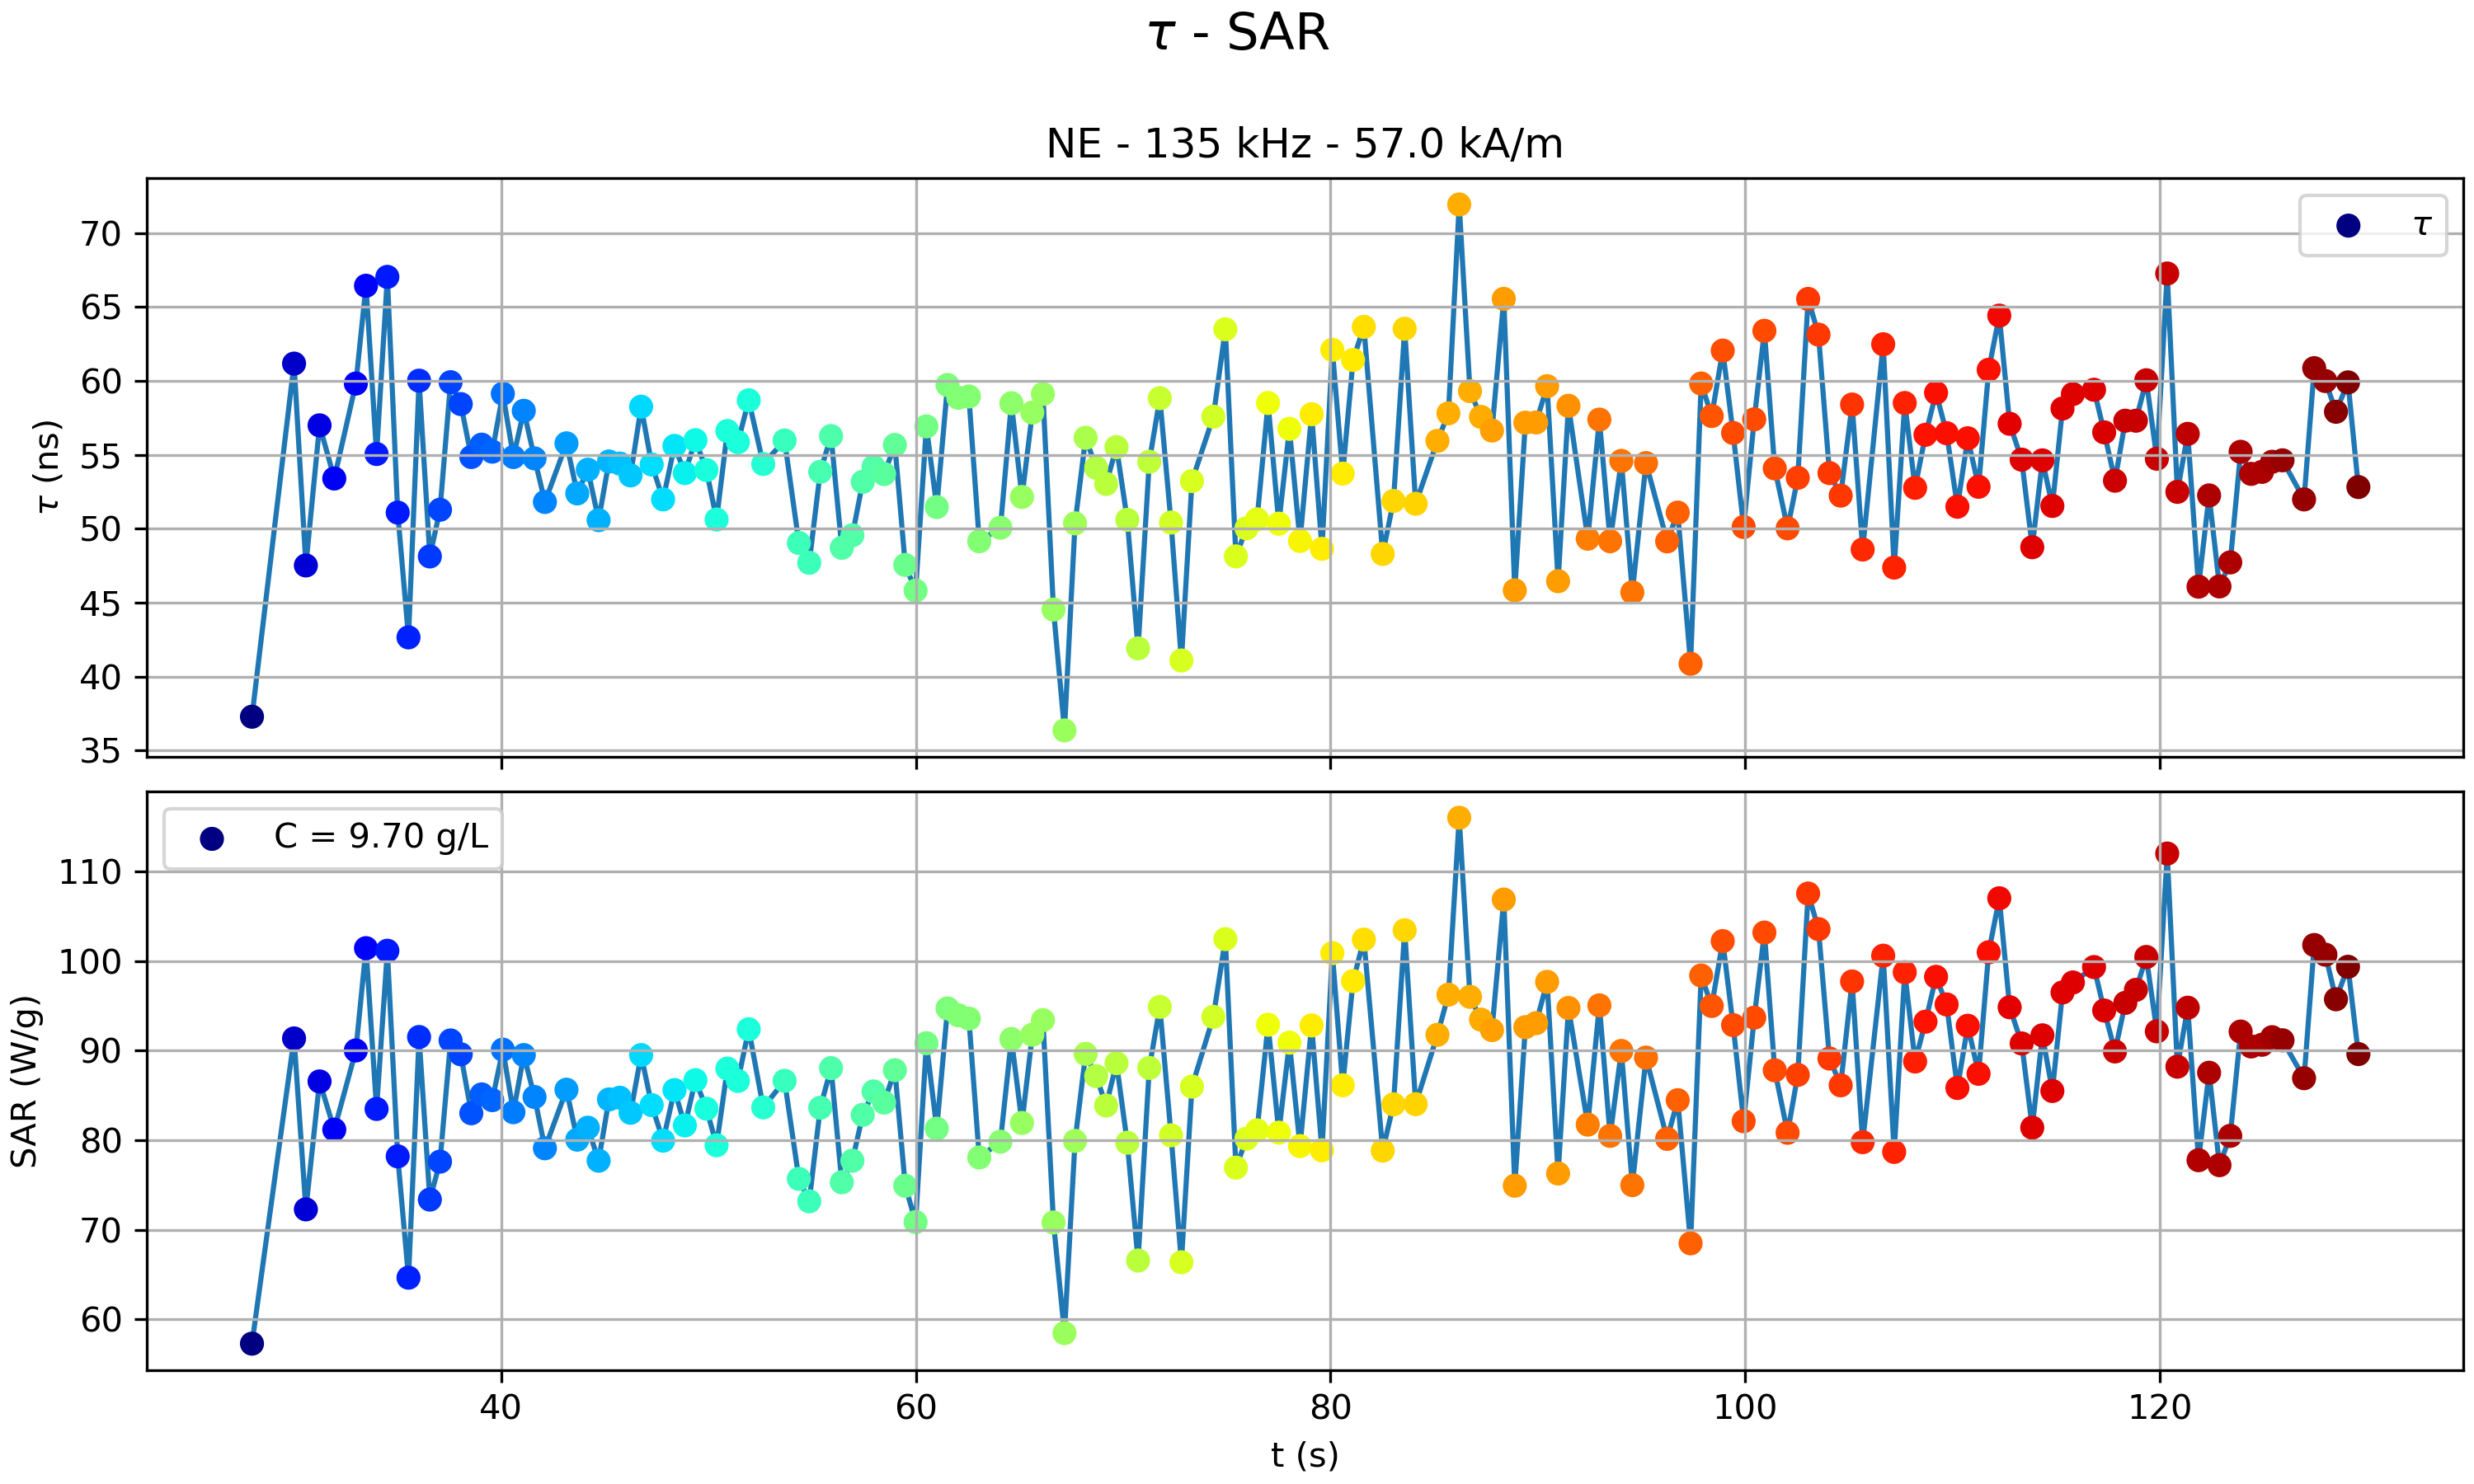 τ - SAR
NE - 135 kHz - 57.0 kA/m
τ
70
65
60
55
50
45
40
35
τ (ns)
C = 9.70 g/L
110
100
90
80
70
60
SAR (W/g)
40 60 80 100 120
t (s)